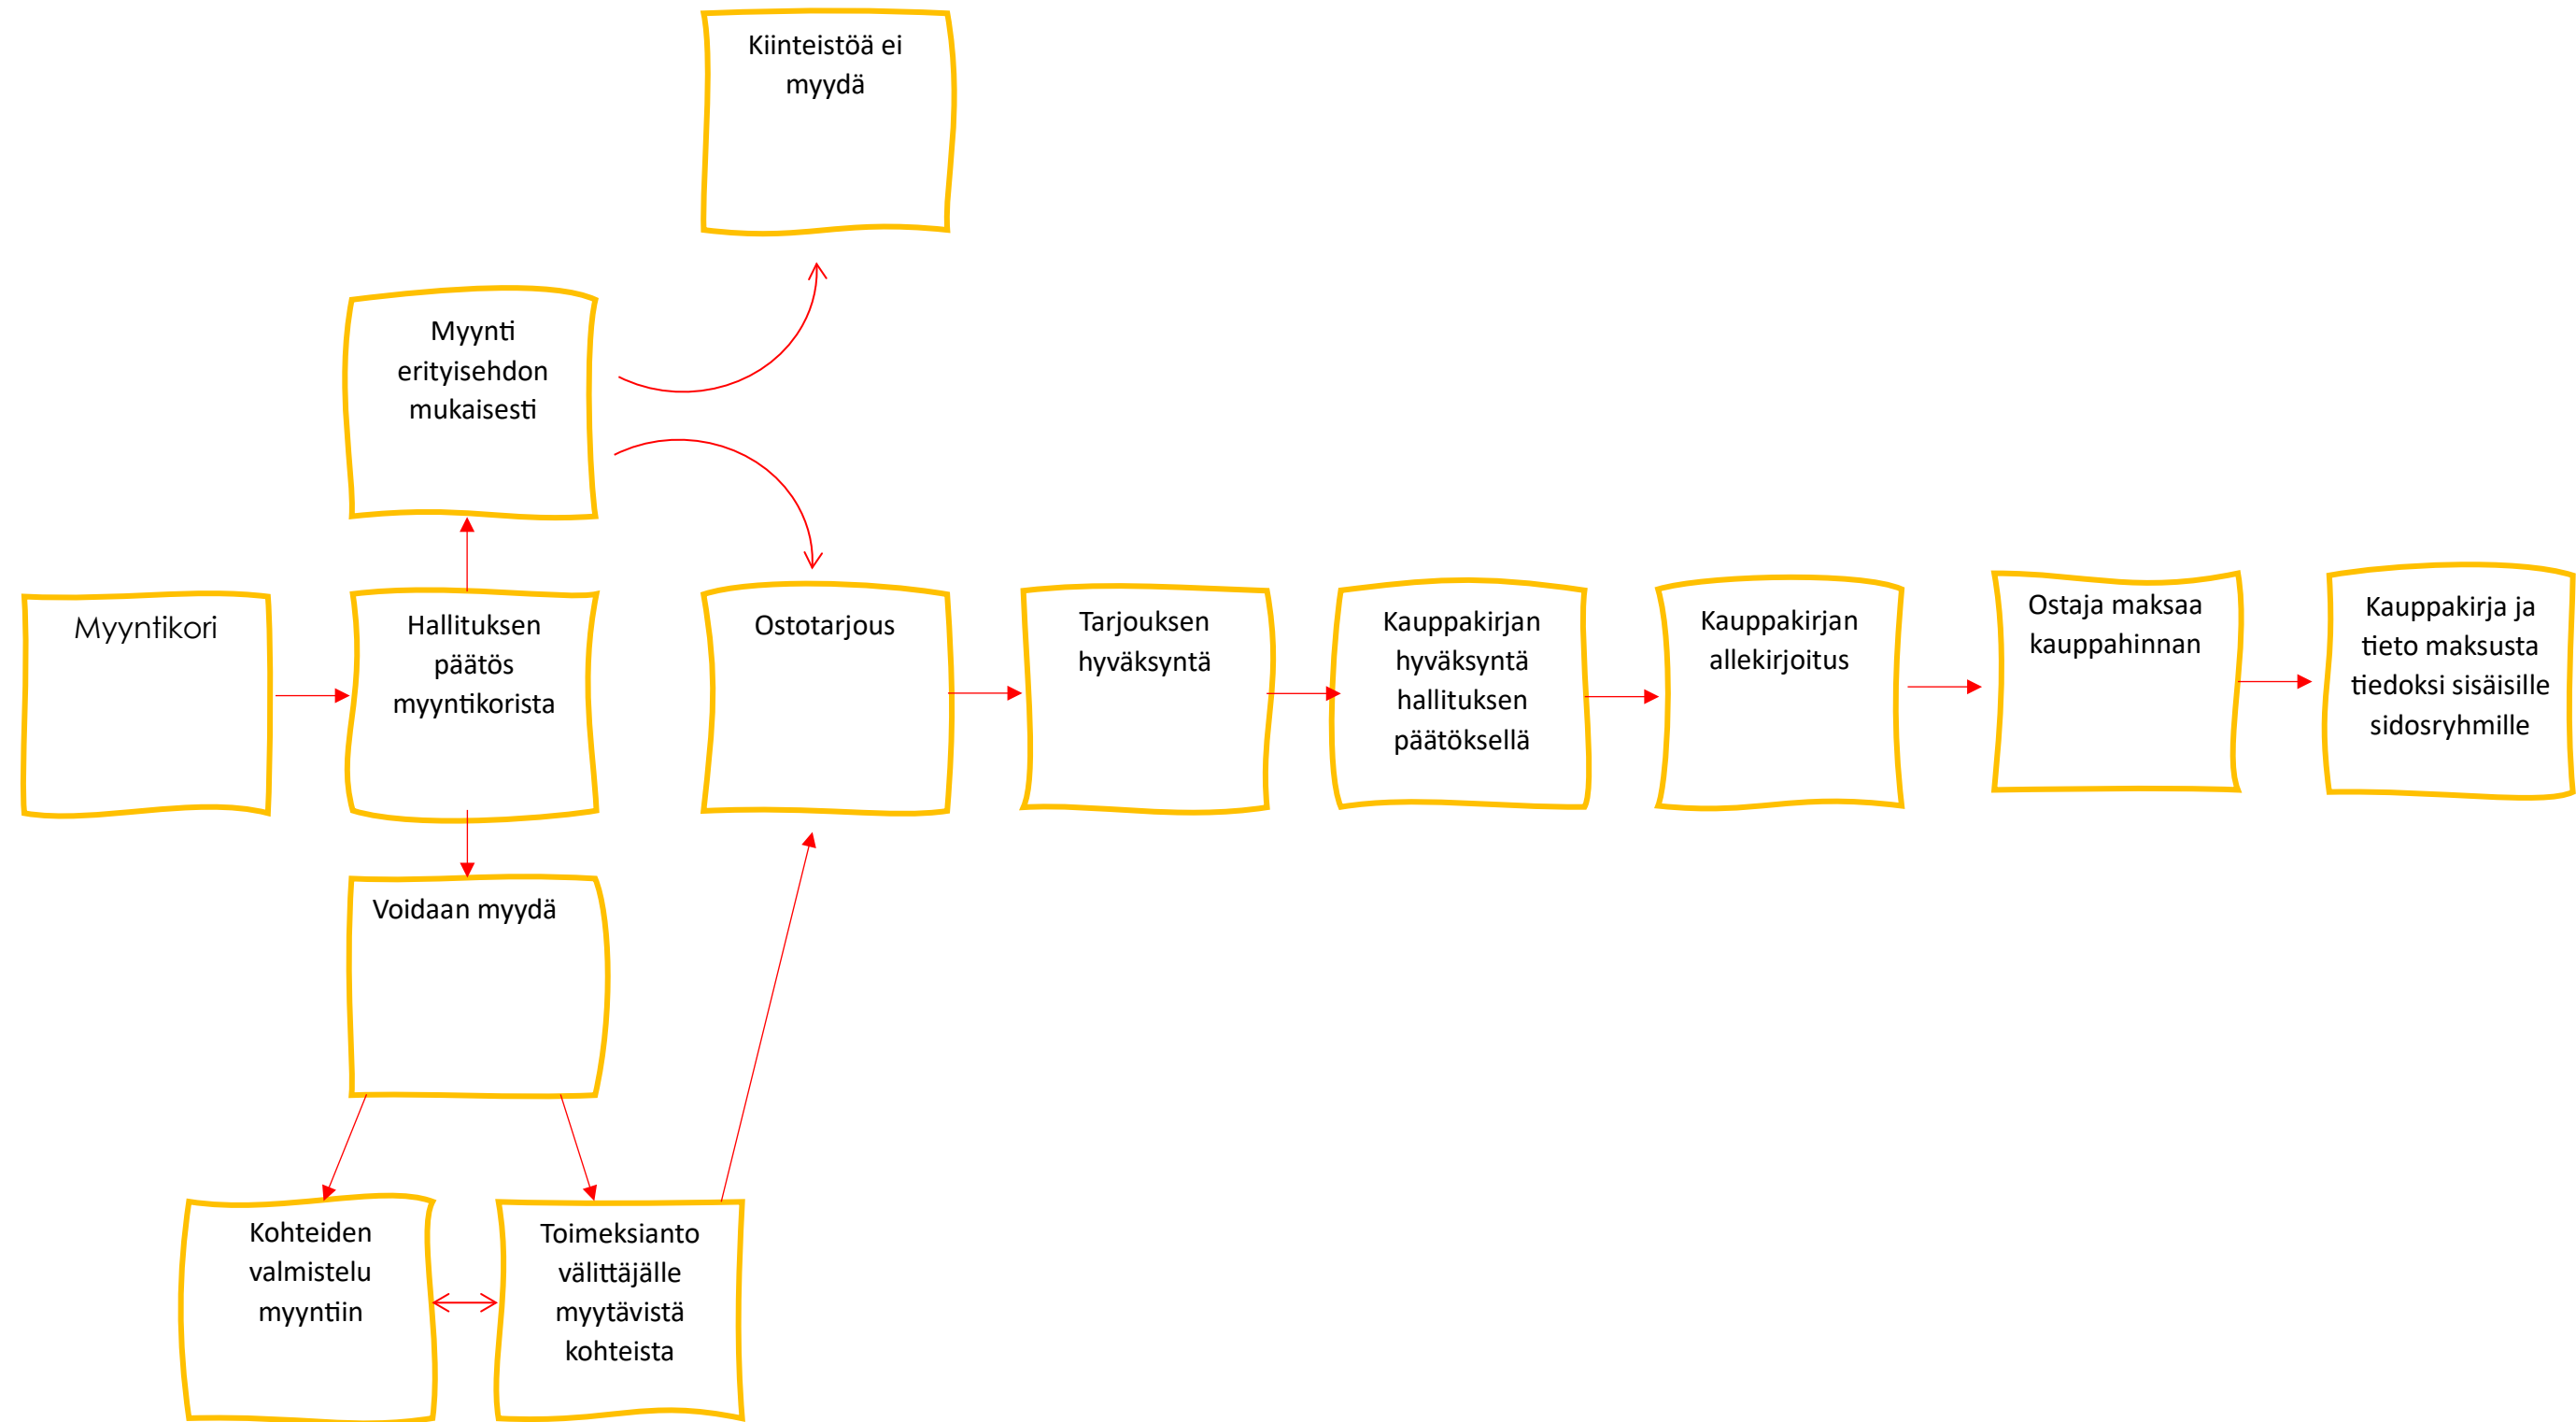 Kiinteistöä ei
myydä
Myynti
erityisehdon
mukaisesti
Myyntikori
Hallituksen
päätös
myyntikorista
Ostotarjous
Tarjouksen
hyväksyntä
Kauppakirjan
hyväksyntä
hallituksen
päätöksellä
Kauppakirjan
allekirjoitus
Ostaja maksaa
kauppahinnan
Kauppakirja ja
tieto maksusta
tiedoksi sisäisille
sidosryhmille
Voidaan myydä
Kohteiden
valmistelu
myyntiin
Toimeksianto
välittäjälle
myytävistä
kohteista